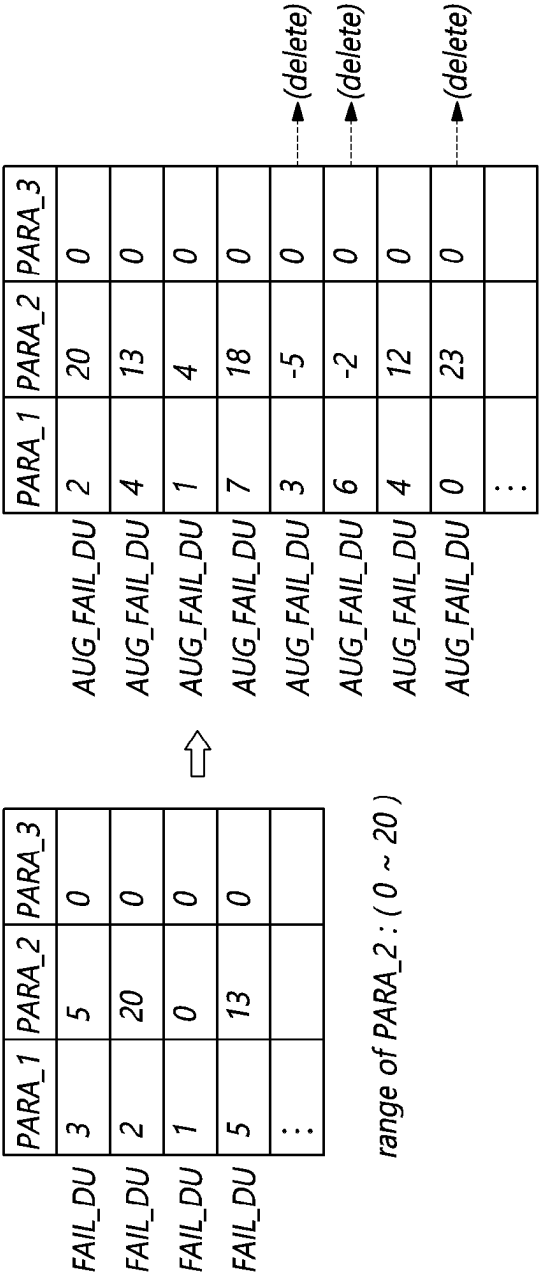 PARA_1 PARA_2 PARA_3
FAIL_DU 3 5 0
FAIL_DU 2 20 0
FAIL_DU 1 0 0
FAIL_DU 5 13 0
⋮
range of PARA_2 : ( 0 ~ 20 )
PARA_1 PARA_2 PARA_3
AUG_FAIL_DU 2 20 0
AUG_FAIL_DU 4 13 0
AUG_FAIL_DU 1 4 0
AUG_FAIL_DU 7 18 0
AUG_FAIL_DU 3 -5 0 (delete)
AUG_FAIL_DU 6 -2 0 (delete)
AUG_FAIL_DU 4 12 0
AUG_FAIL_DU 0 23 0 (delete)
⋮